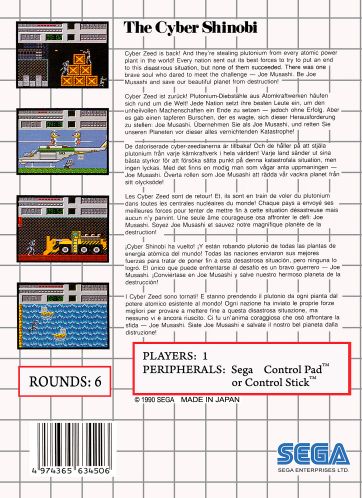 The Cyber Shinobi
Cyber Zeed is back! And they're stealing plutonium from every atomic power
plant in the world! Every nation sent out its best forces to try to put an end
to this disastrous situation, but none of them succeeded. There was one
brave soul who dared to meet the challenge — Joe Musashi. Be Joe
Musashi and save our beautiful planet from destruction!
Cyber Zeed ist zurück! Plutonium-Diebstähle aus Atomkraftwerken häufen
sich rund um die Welt! Jede Nation setzt ihre besten Leute ein, um den
unheilvollen Machenschaften ein Ende zu setzen — jedoch ohne Erfolg. Aber
es gab einen tapferen Burschen, der es wagte, sich dieser Herausforderung
zu stellen: Joe Musashi. Übernehmen Sie als Joe Musashi, und retten Sie
unseren Planeten vor dieser alles vernichtenden Katastrophe!
De datoriserade cyber-zeedianerna är tillbaka! Och de håller på att stjäla
plutonium från varje kärnkraftverk i hela världen! Varje land sänder ut sina
bästa styrkor för att försöka sätta punkt på denna katastrofala situation, men
ingen lyckas. Med det finns en modig man som vågar anta uppmaningen —
Joe Musashi. Överta rollen som Joe Musashi att rädda vår vackra planet från
sitt olycksöde!
Les Cyber Zeed sont de retour! Et, ils sont en train de voler du plutonium
dans toutes les centrales nucléaires du monde! Chaque pays a envoyé ses
meilleures forces pour tenter de mettre fin à cette situation désastreuse mais
aucun n'y parvint. Une seule âme courageuse osa affronter le défi: Joe
Musashi. Soyez Joe Musashi et sauvez notre magnifique planète de la
destruction!
¡Cyber Shinobi ha vuelto! ¡Y están robando plutonio de todas las plantas de
energía atómica del mundo! Todas las naciones enviaron sus mejores
fuerzas para tratar de poner fin a esta desastrosa situación, pero ninguna lo
logró. El único que puede enfrentarse al desafío es un bravo guerrero — Joe
Musashi. ¡Conviértase en Joe Musashi y salve nuestro hermoso planeta de la
destrucción!
I Cyber Zeed sono tornati! E stanno prendendo il plutonio da ogni pianta dal
potere atomico esistente al mondo! Ogni nazione ha inviato le proprie forze
migliori per provare a mettere fine a questa disastrosa situazione, ma
nessuno vi è ancora riuscito. Ci fu un'anima coraggiosa che osò affrontare la
sfida — Joe Musashi. Siate Joe Musashi e salvate il nostro bel pianeta dalla
distruzione!
PLAYERS: 1
PERIPHERALS: Sega Control Pad™
or Control Stick™
ROUNDS: 6
© 1990 SEGA MADE IN JAPAN
4 974365 634506
SEGA
SEGA ENTERPRISES LTD.